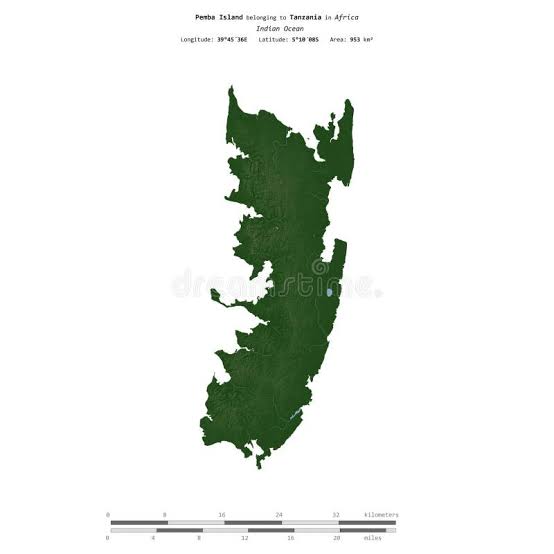 Pemba Island belonging to Tanzania in Africa
Indian Ocean
Longitude: 39°45´36E Latitude: 5°10´08S Area: 953 km²
dreamstime.
0 8 16 24 32 kilometers
0 4 8 12 16 20 miles